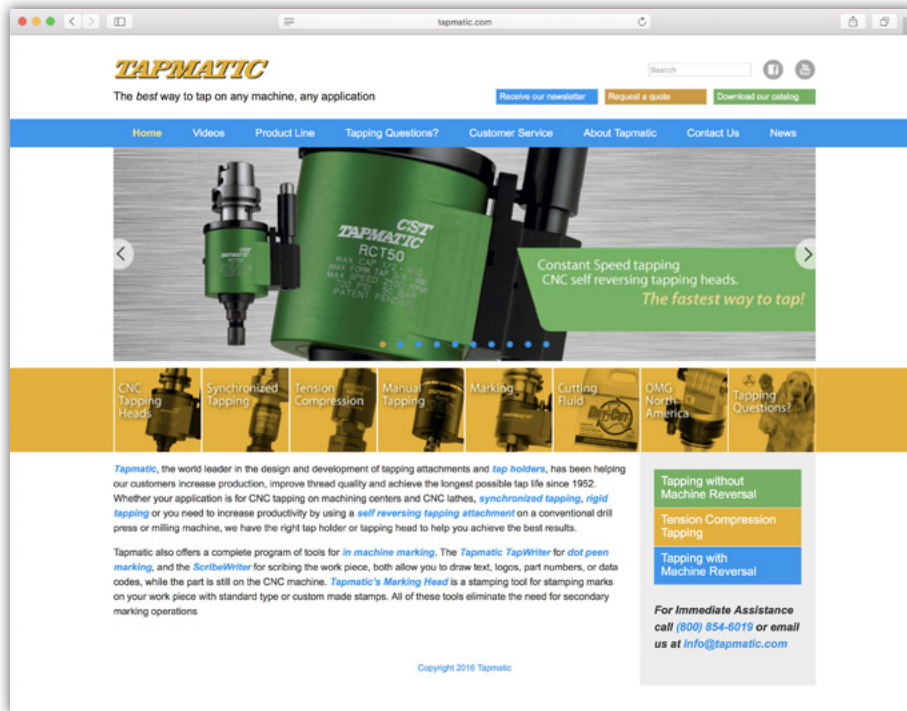 tapmatic.com
TAPMATIC
The best way to tap on any machine, any application
Search
Receive our newsletter
Request a quote
Download our catalog
Home Videos Product Line Tapping Questions? Customer Service About Tapmatic Contact Us News
CST
TAPMATIC
RCT50
MAX SPEED 2500 RPM
PATENT PENDING
Constant Speed tapping
CNC self reversing tapping heads.
The fastest way to tap!
CNC
Tapping
Heads
Synchronized
Tapping
Tension
Compression
Manual
Tapping
Marking
Cutting
Fluid
OMG
North
America
Tapping
Questions?
Tapmatic, the world leader in the design and development of tapping attachments and tap holders, has been helping
our customers increase production, improve thread quality and achieve the longest possible tap life since 1952.
Whether your application is for CNC tapping on machining centers and CNC lathes, synchronized tapping, rigid
tapping or you need to increase productivity by using a self reversing tapping attachment on a conventional drill
press or milling machine, we have the right tap holder or tapping head to help you achieve the best results.
Tapmatic also offers a complete program of tools for in machine marking. The Tapmatic TapWriter for dot peen
marking, and the ScribeWriter for scribing the work piece, both allow you to draw text, logos, part numbers, or data
codes, while the part is still on the CNC machine. Tapmatic's Marking Head is a stamping tool for stamping marks
on your work piece with standard type or custom made stamps. All of these tools eliminate the need for secondary
marking operations
Tapping without
Machine Reversal
Tension Compression
Tapping
Tapping with
Machine Reversal
For Immediate Assistance
call (800) 854-6019 or email
us at info@tapmatic.com
Copyright 2016 Tapmatic